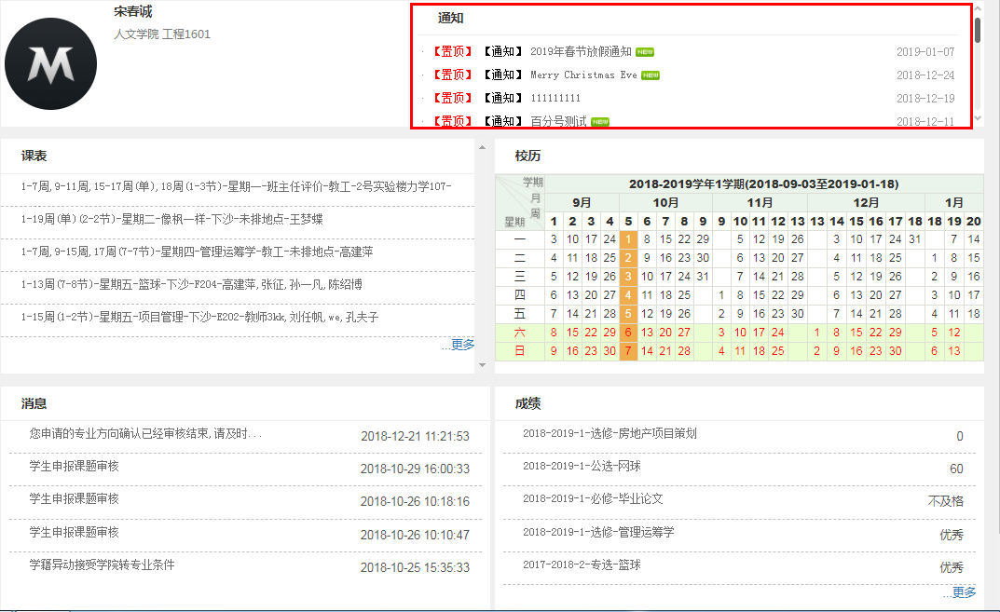 宋春诚
人文学院 工程1601
通知
· 【置顶】 【通知】 2019年春节放假通知 NEW 2019-01-07
· 【置顶】 【通知】 Merry Christmas Eve NEW 2018-12-24
· 【置顶】 【通知】 111111111 2018-12-19
· 【置顶】 【通知】 百分号测试 NEW 2018-12-11
课表
1-7周,9-11周,15-17周(单),18周(1-3节)-星期一-班主任评价-教工-2号实验楼力学107-
1-19周(单)(2-2节)-星期二-像枫一样-下沙-未排地点-王梦蝶
1-7周,9-15周,17周(7-7节)-星期四-管理运筹学-教工-未排地点-高建萍
1-13周(7-8节)-星期五-篮球-下沙-F204-高建萍,张征,孙一凡,陈绍博
1-15周(1-2节)-星期五-项目管理-下沙-E202-教师3kk,刘任帆,we,孔夫子
...更多
校历
学期 2018-2019学年1学期(2018-09-03至2019-01-18)
月 9月 10月 11月 12月 1月
周
星期 1 2 3 4 5 6 7 8 9 9 10 11 12 13 13 14 15 16 17 18 18 19 20
一 3 10 17 24 1 8 15 22 29 5 12 19 26 3 10 17 24 31 7 14
二 4 11 18 25 2 9 16 23 30 6 13 20 27 4 11 18 25 1 8 15
三 5 12 19 26 3 10 17 24 31 7 14 21 28 5 12 19 26 2 9 16
四 6 13 20 27 4 11 18 25 1 8 15 22 29 6 13 20 27 3 10 17
五 7 14 21 28 5 12 19 26 2 9 16 23 30 7 14 21 28 4 11 18
六 8 15 22 29 6 13 20 27 3 10 17 24 1 8 15 22 29 5 12
日 9 16 23 30 7 14 21 28 4 11 18 25 2 9 16 23 30 6 13
消息
您申请的专业方向确认已经审核结束,请及时... 2018-12-21 11:21:53
学生申报课题审核 2018-10-29 16:00:33
学生申报课题审核 2018-10-26 10:18:16
学生申报课题审核 2018-10-26 10:10:47
学籍异动接受学院转专业条件 2018-10-25 15:35:33
成绩
2018-2019-1-选修-房地产项目策划 0
2018-2019-1-公选-网球 60
2018-2019-1-必修-毕业论文 不及格
2018-2019-1-选修-管理运筹学 优秀
2017-2018-2-专选-篮球 优秀
...更多